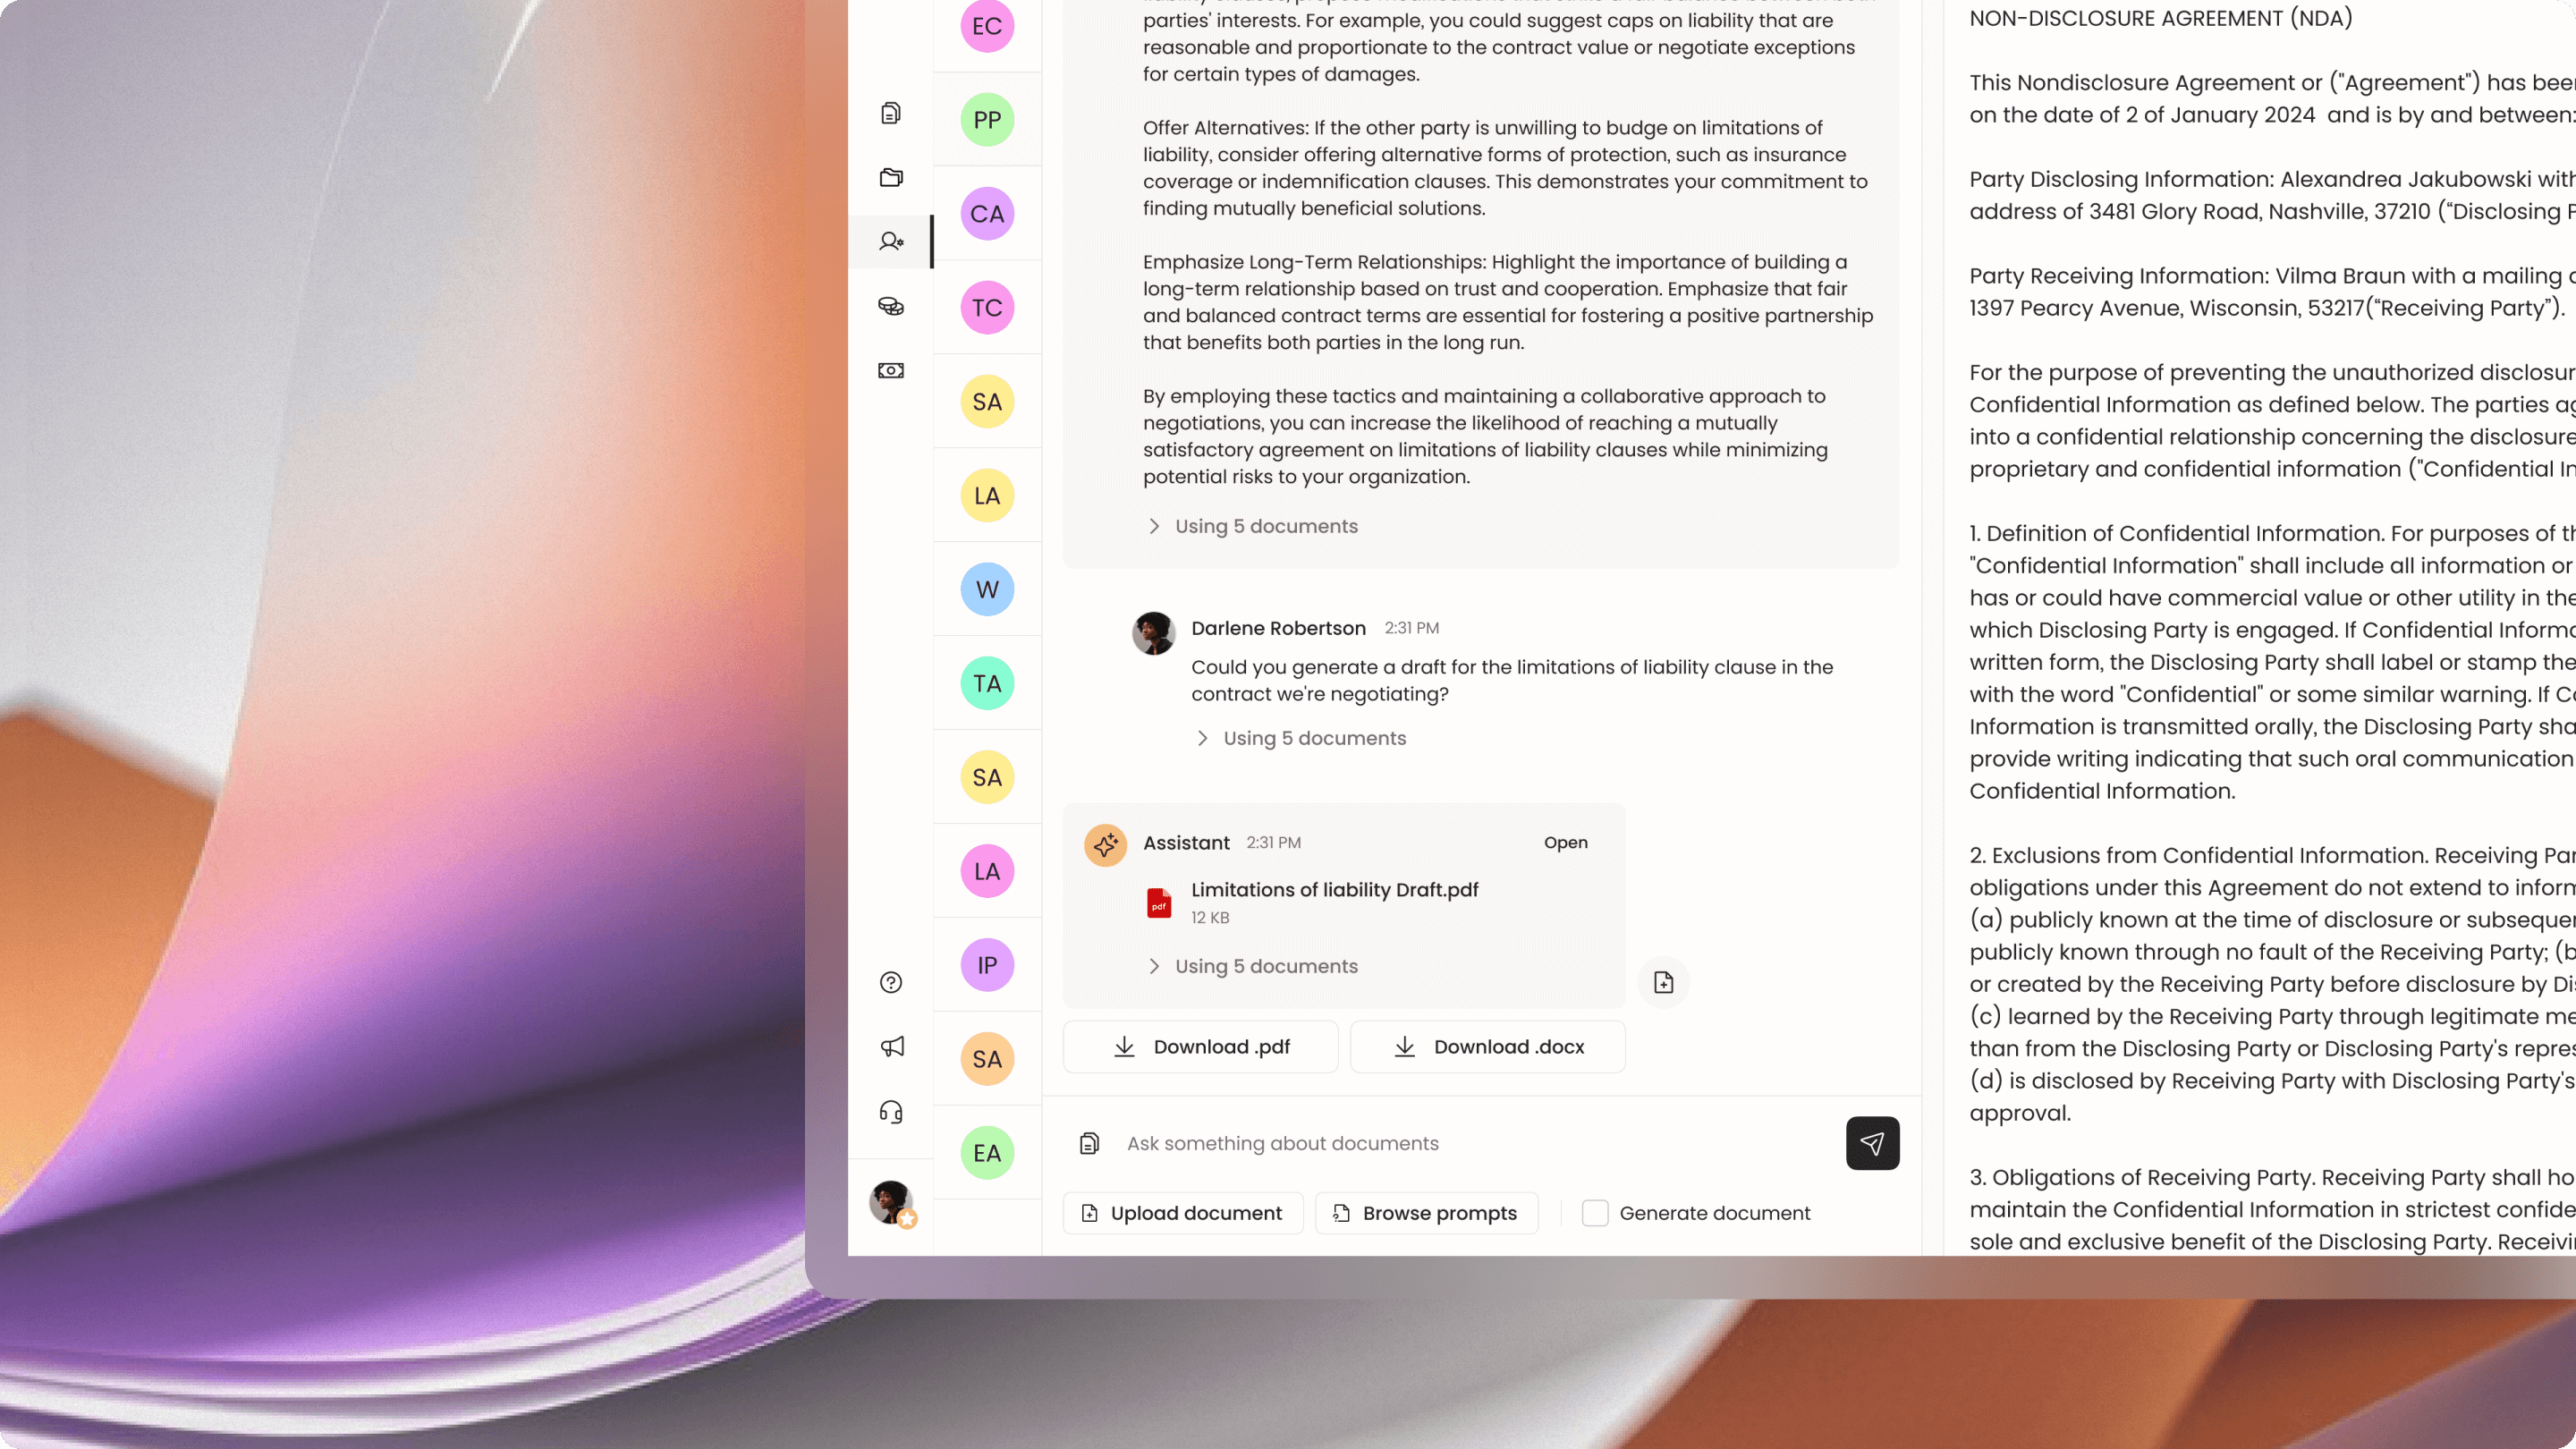 EC
PP
CA
TC
SA
LA
W
TA
SA
LA
IP
SA
EA
parties' interests. For example, you could suggest caps on liability that are
reasonable and proportionate to the contract value or negotiate exceptions
for certain types of damages.
Offer Alternatives: If the other party is unwilling to budge on limitations of
liability, consider offering alternative forms of protection, such as insurance
coverage or indemnification clauses. This demonstrates your commitment to
finding mutually beneficial solutions.
Emphasize Long-Term Relationships: Highlight the importance of building a
long-term relationship based on trust and cooperation. Emphasize that fair
and balanced contract terms are essential for fostering a positive partnership
that benefits both parties in the long run.
By employing these tactics and maintaining a collaborative approach to
negotiations, you can increase the likelihood of reaching a mutually
satisfactory agreement on limitations of liability clauses while minimizing
potential risks to your organization.
Using 5 documents
Darlene Robertson 2:31 PM
Could you generate a draft for the limitations of liability clause in the
contract we're negotiating?
Using 5 documents
Assistant 2:31 PM Open
pdf
Limitations of liability Draft.pdf
12 KB
Using 5 documents
Download .pdf Download .docx
Ask something about documents
Upload document Browse prompts Generate document
NON-DISCLOSURE AGREEMENT (NDA)
This Nondisclosure Agreement or ("Agreement") has been
on the date of 2 of January 2024 and is by and between:
Party Disclosing Information: Alexandrea Jakubowski with
address of 3481 Glory Road, Nashville, 37210 (“Disclosing
Party Receiving Information: Vilma Braun with a mailing
1397 Pearcy Avenue, Wisconsin, 53217(“Receiving Party”).
For the purpose of preventing the unauthorized
Confidential Information as defined below. The parties
into a confidential relationship concerning the disclosure
proprietary and confidential information ("Confidential
1. Definition of Confidential Information. For purposes of
"Confidential Information" shall include all information or
has or could have commercial value or other utility in the
which Disclosing Party is engaged. If Confidential
written form, the Disclosing Party shall label or stamp the
with the word "Confidential" or some similar warning. If
Information is transmitted orally, the Disclosing Party
provide writing indicating that such oral communication
Confidential Information.
2. Exclusions from Confidential Information. Receiving
obligations under this Agreement do not extend to
(a) publicly known at the time of disclosure or
publicly known through no fault of the Receiving Party;
or created by the Receiving Party before disclosure by
(c) learned by the Receiving Party through legitimate
than from the Disclosing Party or Disclosing Party's
(d) is disclosed by Receiving Party with Disclosing Party's
approval.
3. Obligations of Receiving Party. Receiving Party shall
maintain the Confidential Information in strictest
sole and exclusive benefit of the Disclosing Party.